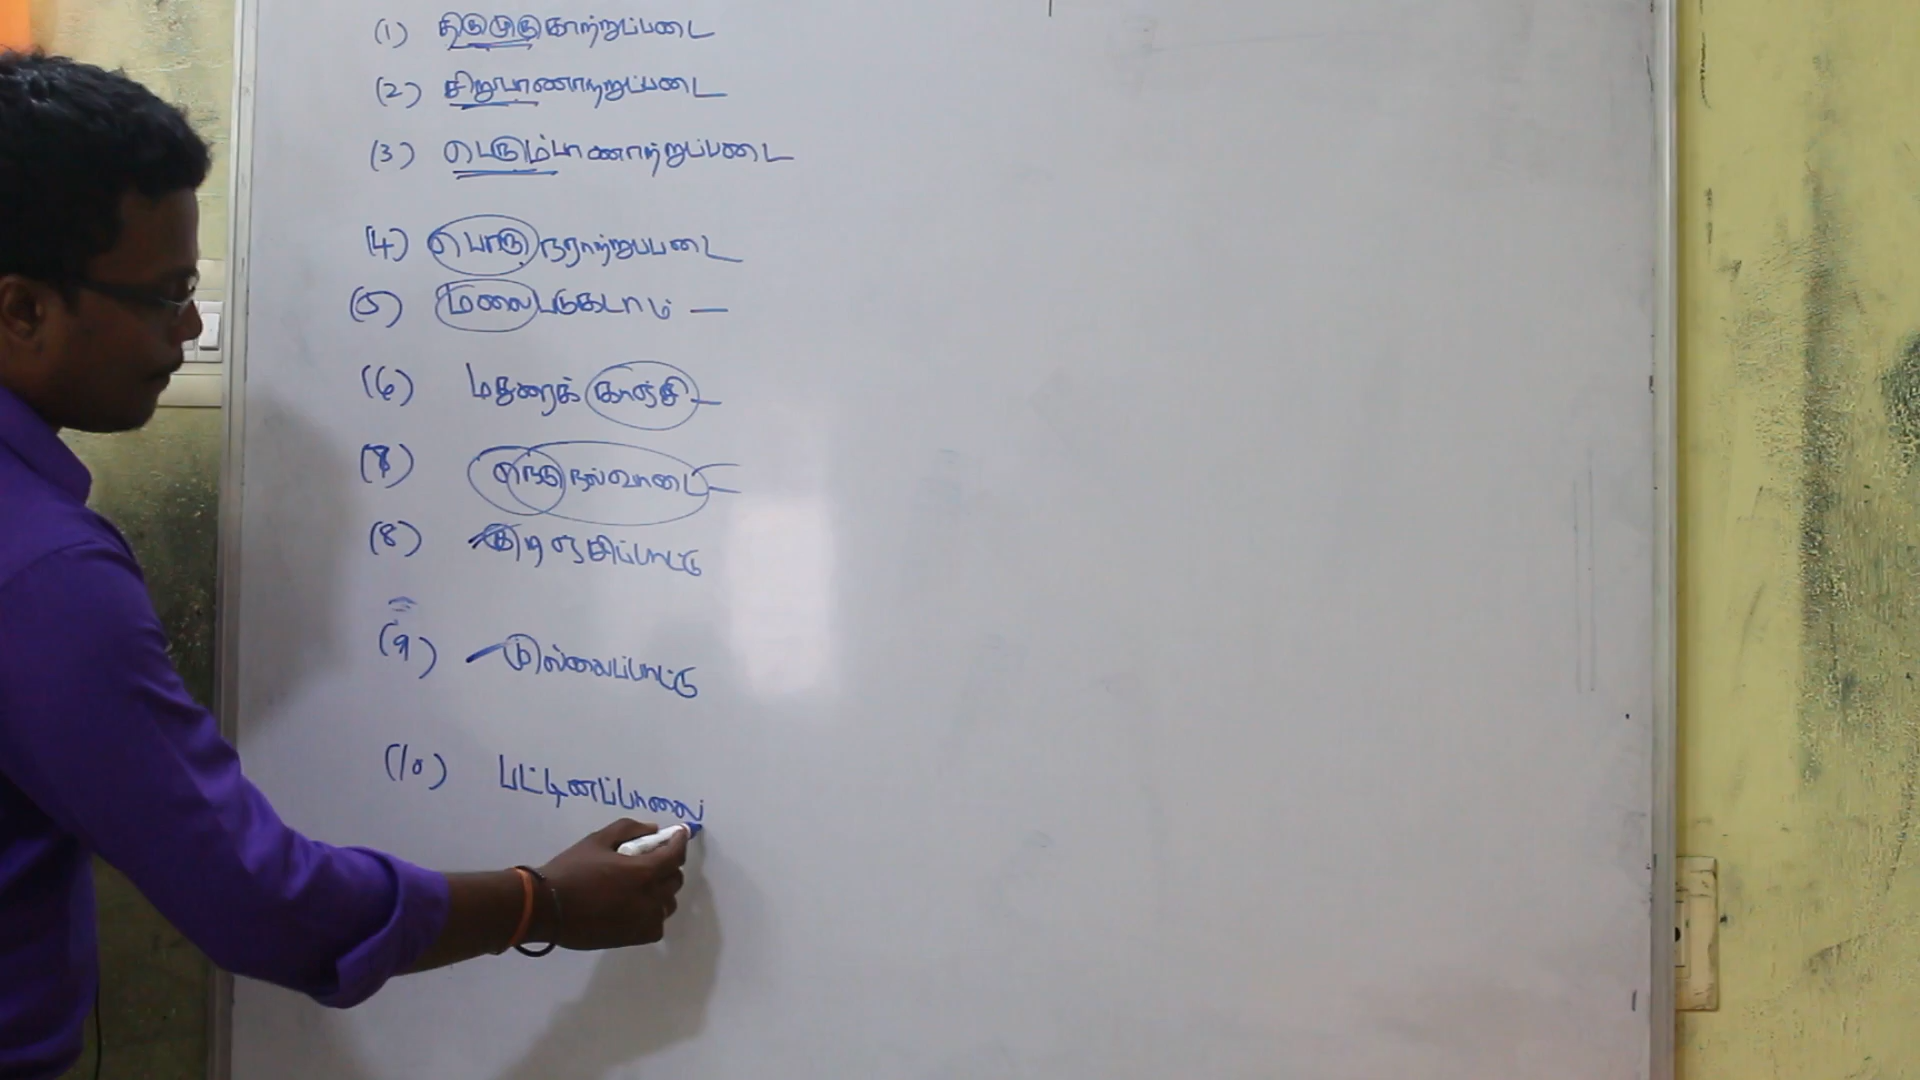 (1) திருமுருகாற்றுப்படை
(2) சிறுபாணாற்றுப்படை
(3) பெரும்பாணாற்றுப்படை
(4) பொருநராற்றுப்படை
(5) மலைபடுகடாம் —
(6) மதுரைக் காஞ்சி —
(7) நெடுநல்வாடை —
(8) குறிஞ்சிப்பாட்டு
(9) முல்லைப்பாட்டு
(10) பட்டினப்பாலை